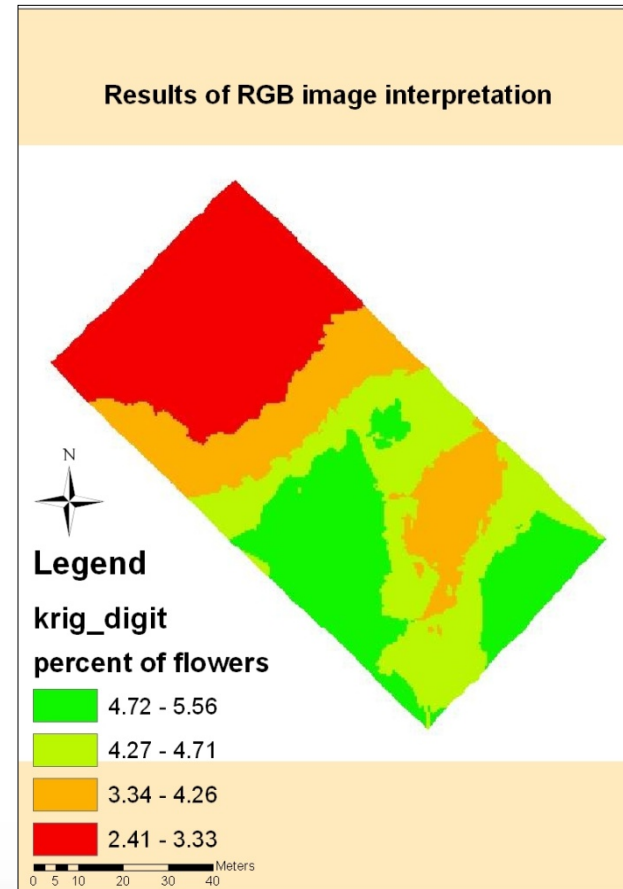 Results of RGB image interpretation
N
Legend
krig_digit
percent of flowers
4.72 - 5.56
4.27 - 4.71
3.34 - 4.26
2.41 - 3.33
Meters
0 5 10 20 30 40